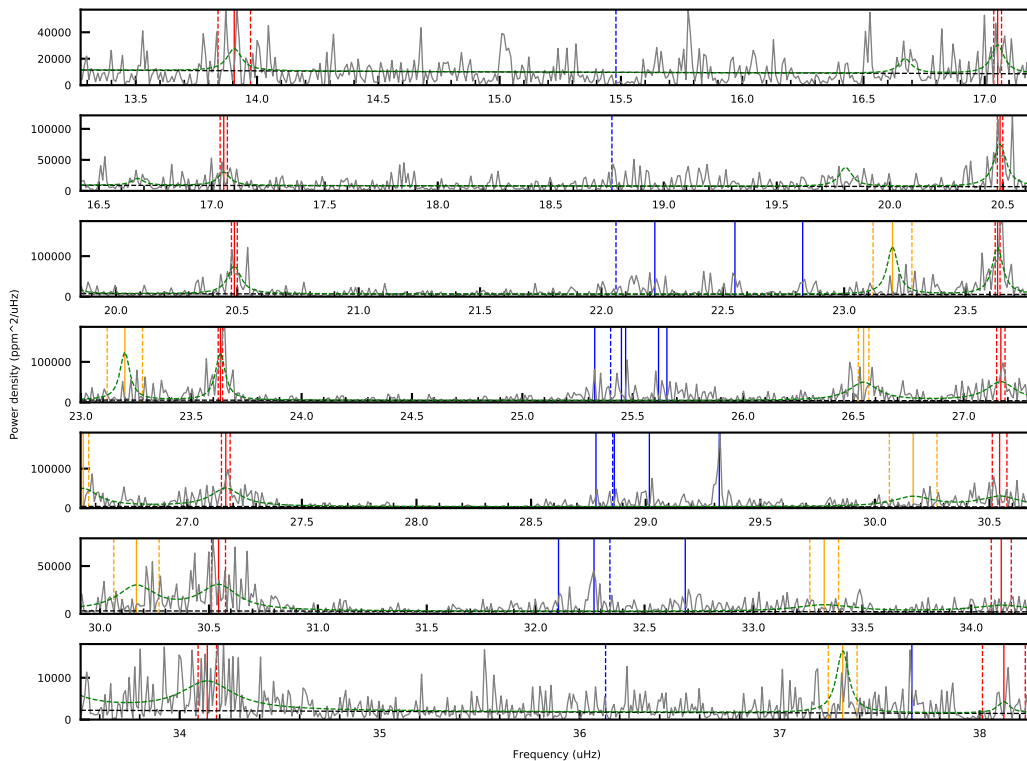 40000
20000
0
13.5 14.0 14.5 15.0 15.5 16.0 16.5 17.0
100000
50000
0
16.5 17.0 17.5 18.0 18.5 19.0 19.5 20.0 20.5
100000
0
20.0 20.5 21.0 21.5 22.0 22.5 23.0 23.5
100000
0
23.0 23.5 24.0 24.5 25.0 25.5 26.0 26.5 27.0
Power density (ppm^2/uHz)
100000
0
27.0 27.5 28.0 28.5 29.0 29.5 30.0 30.5
50000
0
30.0 30.5 31.0 31.5 32.0 32.5 33.0 33.5 34.0
10000
0
34 35 36 37 38
Frequency (uHz)